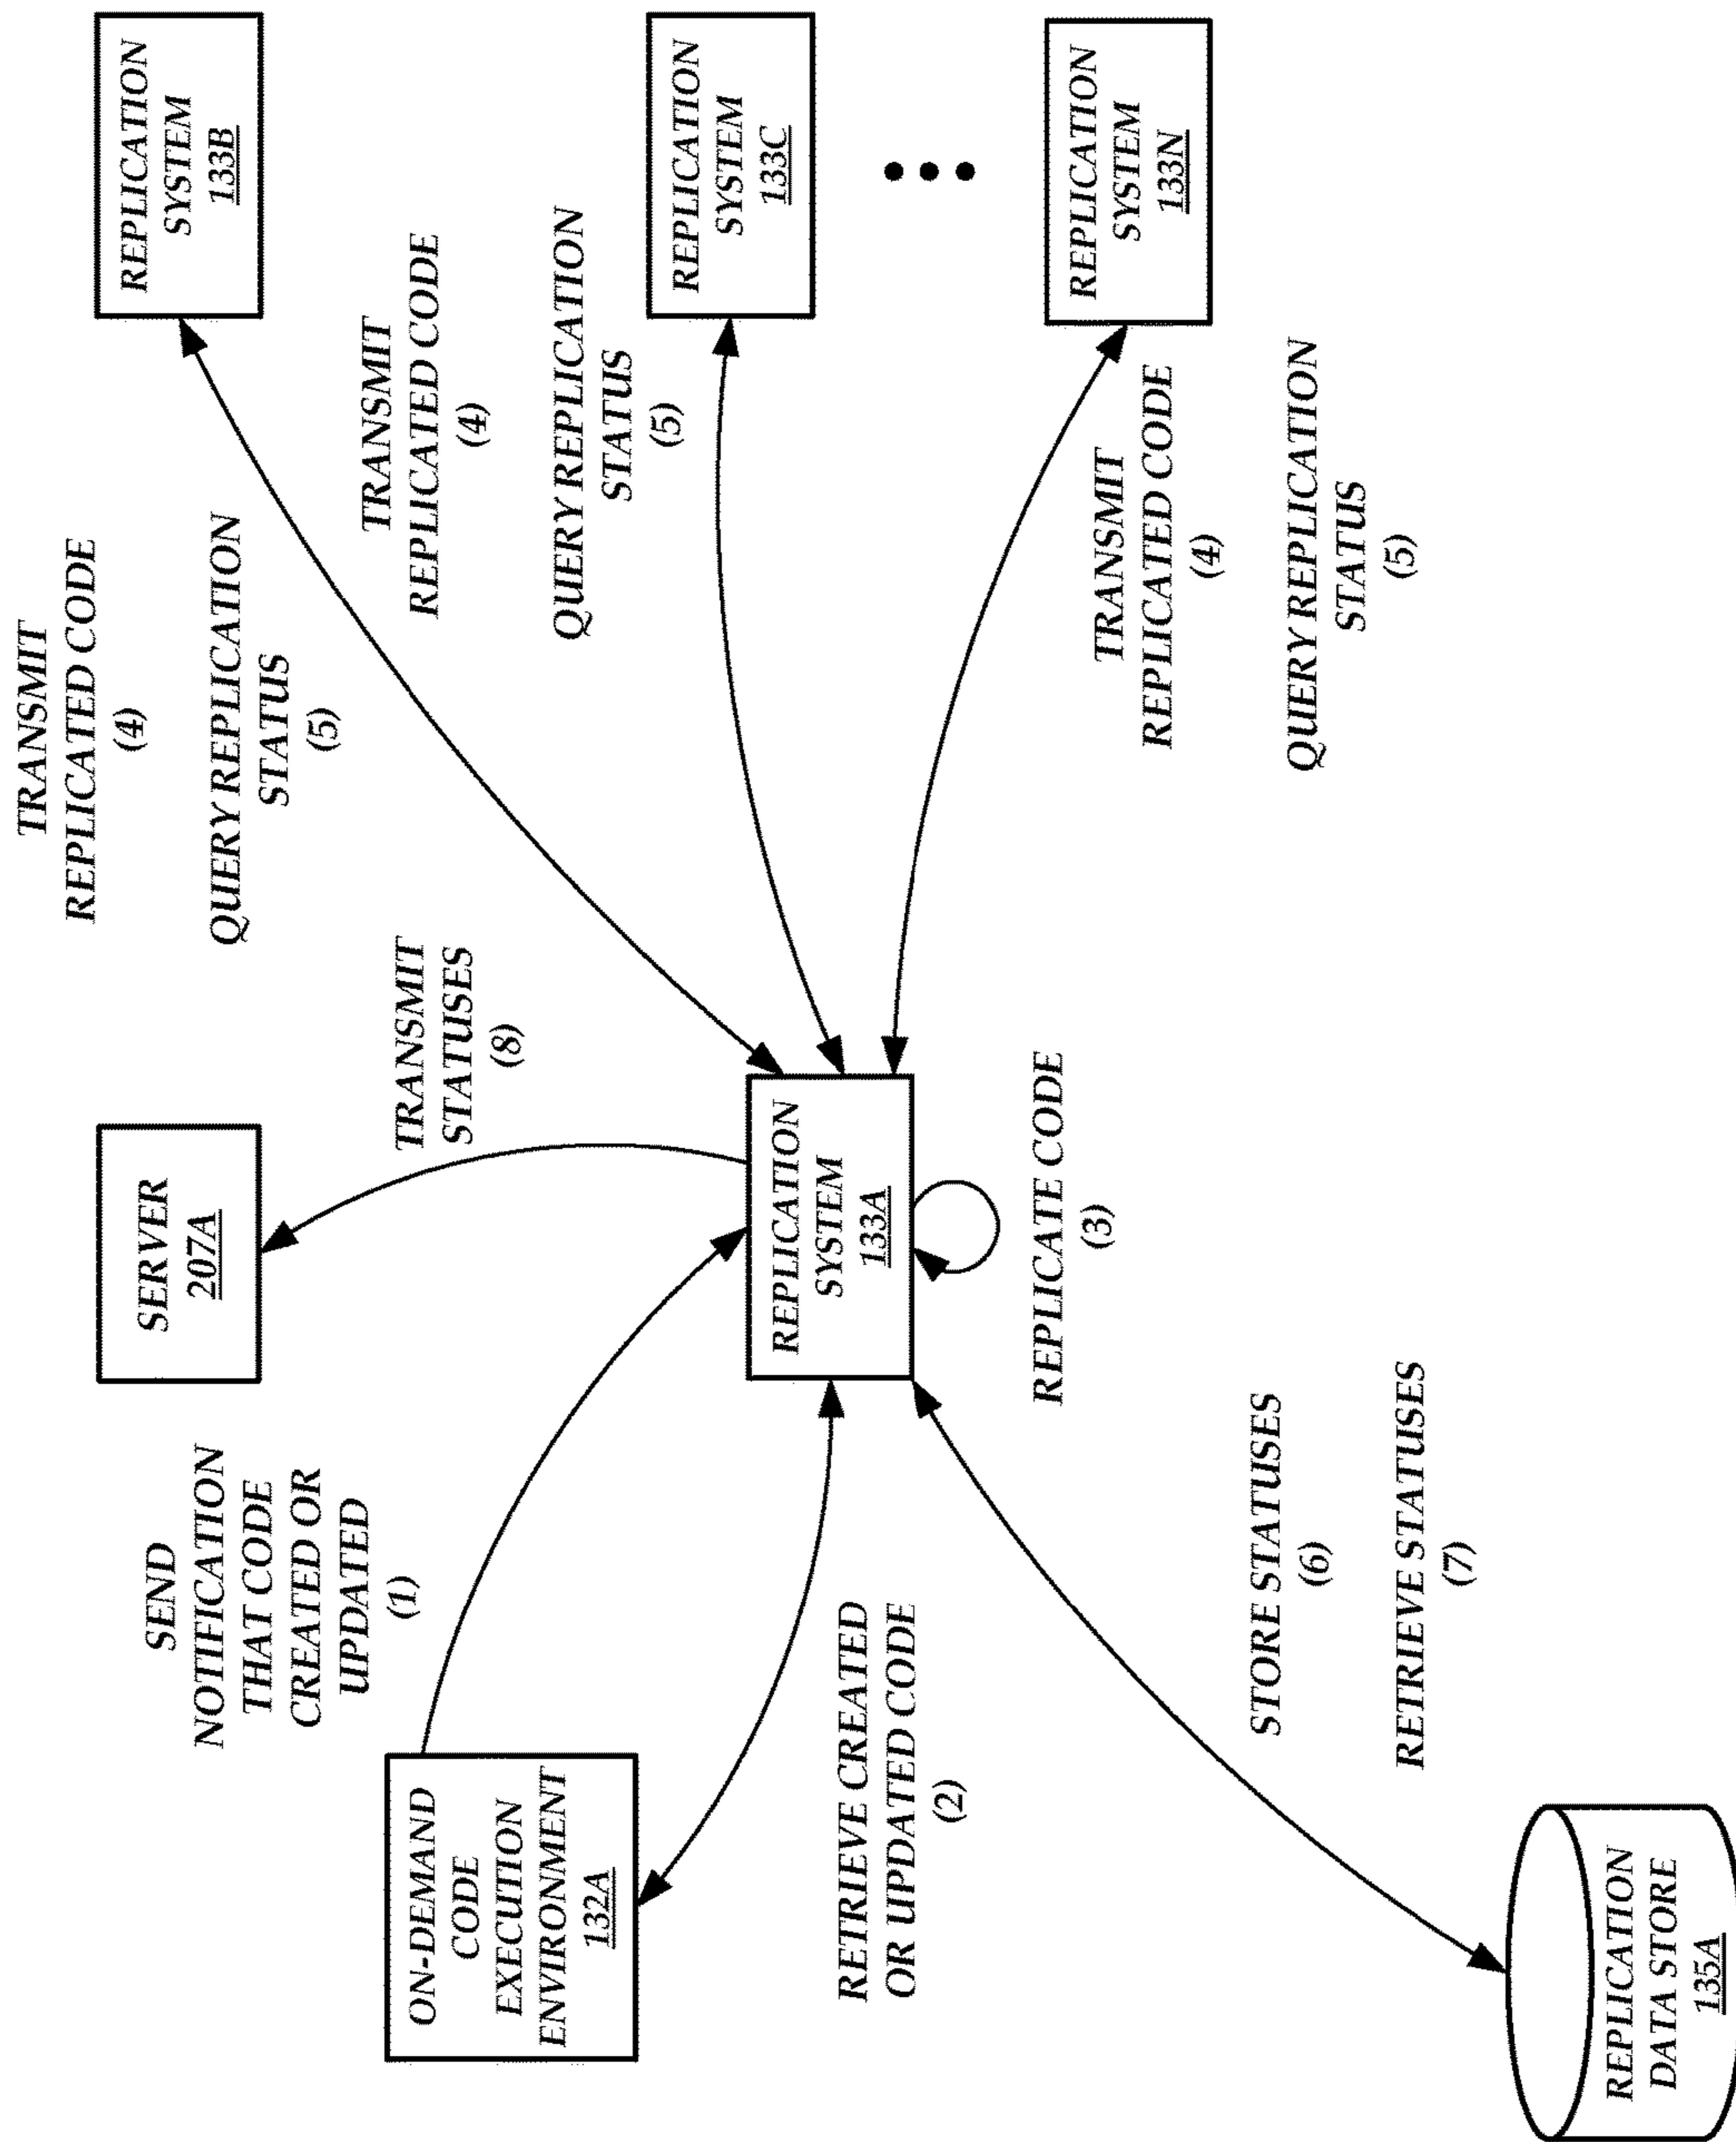 ON-DEMAND
CODE
EXECUTION
ENVIRONMENT
132A
SEND
NOTIFICATION
THAT CODE
CREATED OR
UPDATED
(1)
SERVER
207A
TRANSMIT
STATUSES
(8)
TRANSMIT
REPLICATED CODE
(4)
QUERY REPLICATION
STATUS
(5)
REPLICATION
SYSTEM
133B
TRANSMIT
REPLICATED CODE
(4)
QUERY REPLICATION
STATUS
(5)
REPLICATION
SYSTEM
133C
REPLICATION
SYSTEM
133A
RETRIEVE CREATED
OR UPDATED CODE
(2)
REPLICATE CODE
(3)
TRANSMIT
REPLICATED CODE
(4)
QUERY REPLICATION
STATUS
(5)
REPLICATION
SYSTEM
133N
STORE STATUSES
(6)
RETRIEVE STATUSES
(7)
REPLICATION
DATA STORE
135A